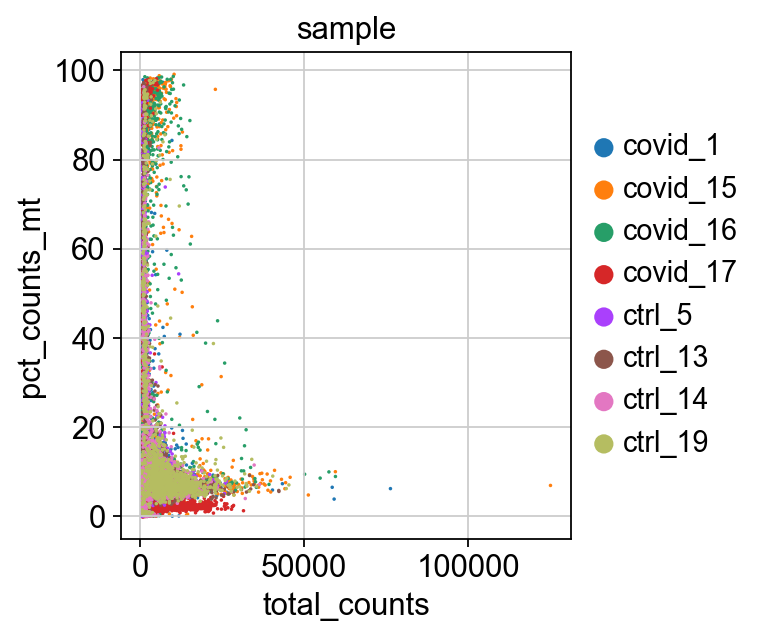 sample
pct_counts_mt
100
80
60
40
20
0
0
50000
100000
total_counts
covid_1
covid_15
covid_16
covid_17
ctrl_5
ctrl_13
ctrl_14
ctrl_19